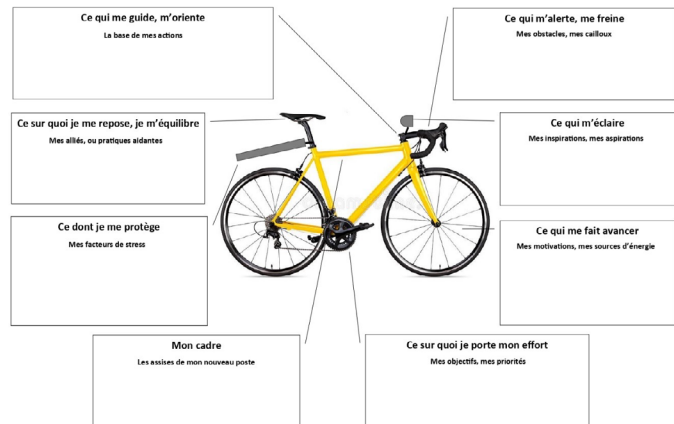 Ce qui me guide, m'oriente
La base de mes actions
Ce qui m'alerte, me freine
Mes obstacles, mes cailloux
Ce sur quoi je me repose, je m'équilibre
Mes alliés, ou pratiques aidantes
Ce qui m'éclaire
Mes inspirations, mes aspirations
Ce dont je me protège
Mes facteurs de stress
Ce qui me fait avancer
Mes motivations, mes sources d'énergie
Mon cadre
Les assises de mon nouveau poste
Ce sur quoi je porte mon effort
Mes objectifs, mes priorités